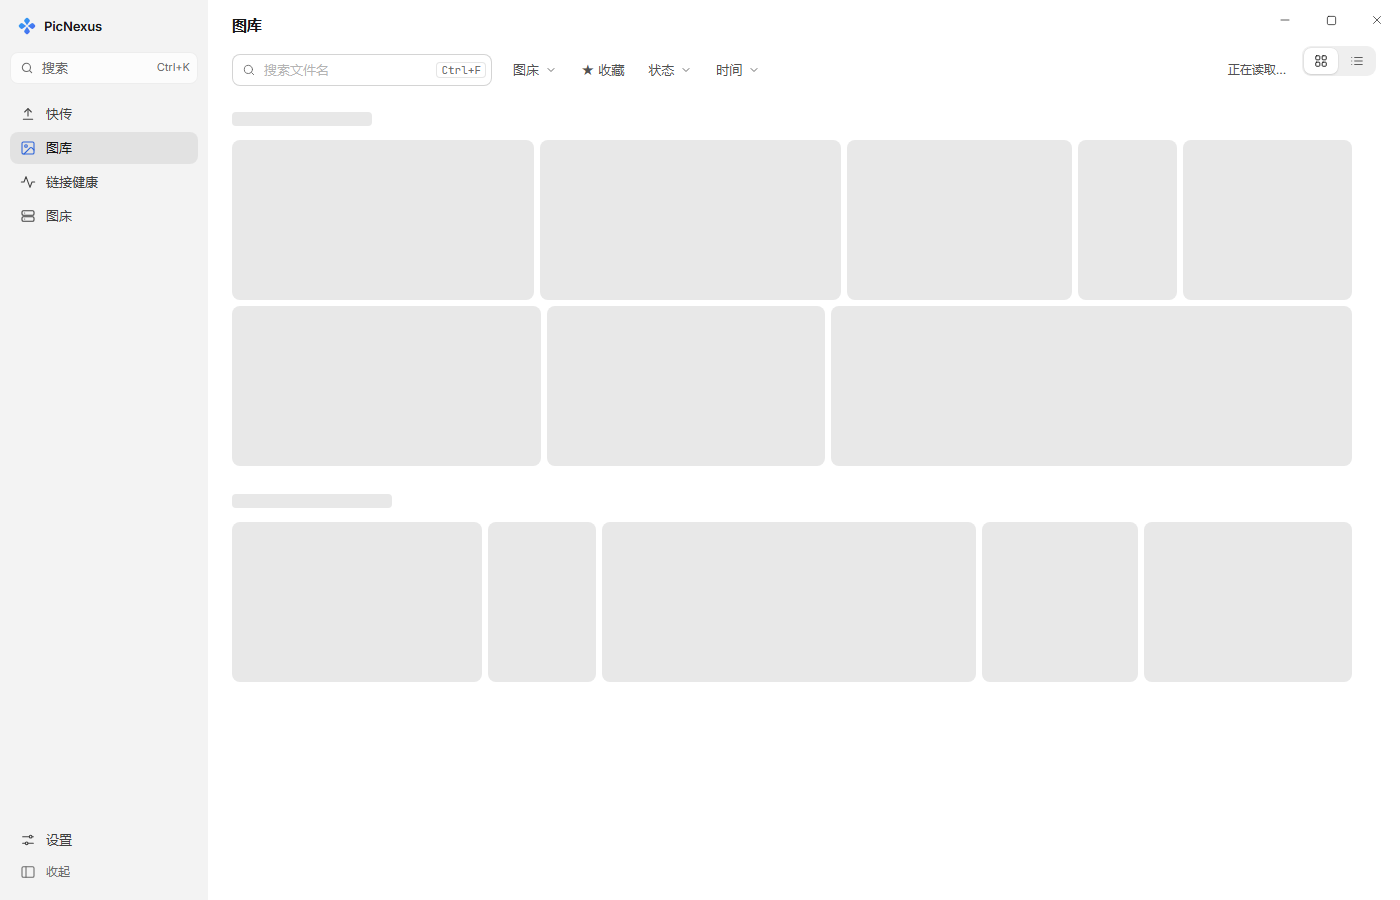 PicNexus
搜索 Ctrl+K
快传
图库
链接健康
图床
设置
收起
图库
搜索文件名 Ctrl+F 图床 ★ 收藏 状态 时间 正在读取...